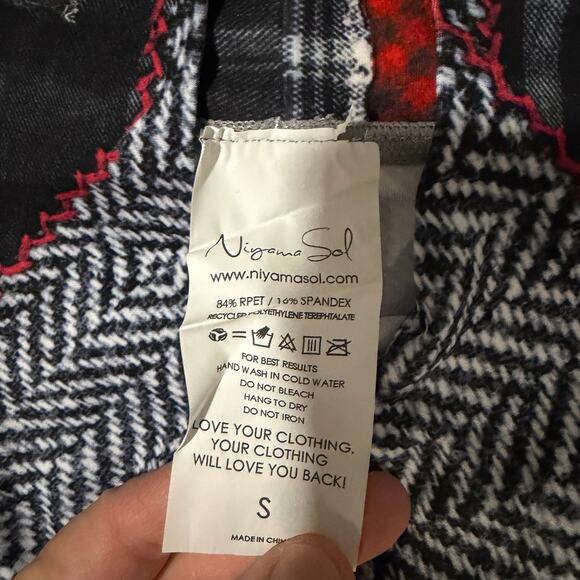 Niyama Sol
www.niyamasol.com
84% RPET / 16% SPANDEX
RECYCLED POLYETHYLENE TEREPHTALATE
=
FOR BEST RESULTS
HAND WASH IN COLD WATER
DO NOT BLEACH
HANG TO DRY
DO NOT IRON
LOVE YOUR CLOTHING.
YOUR CLOTHING
WILL LOVE YOU BACK!
S
MADE IN